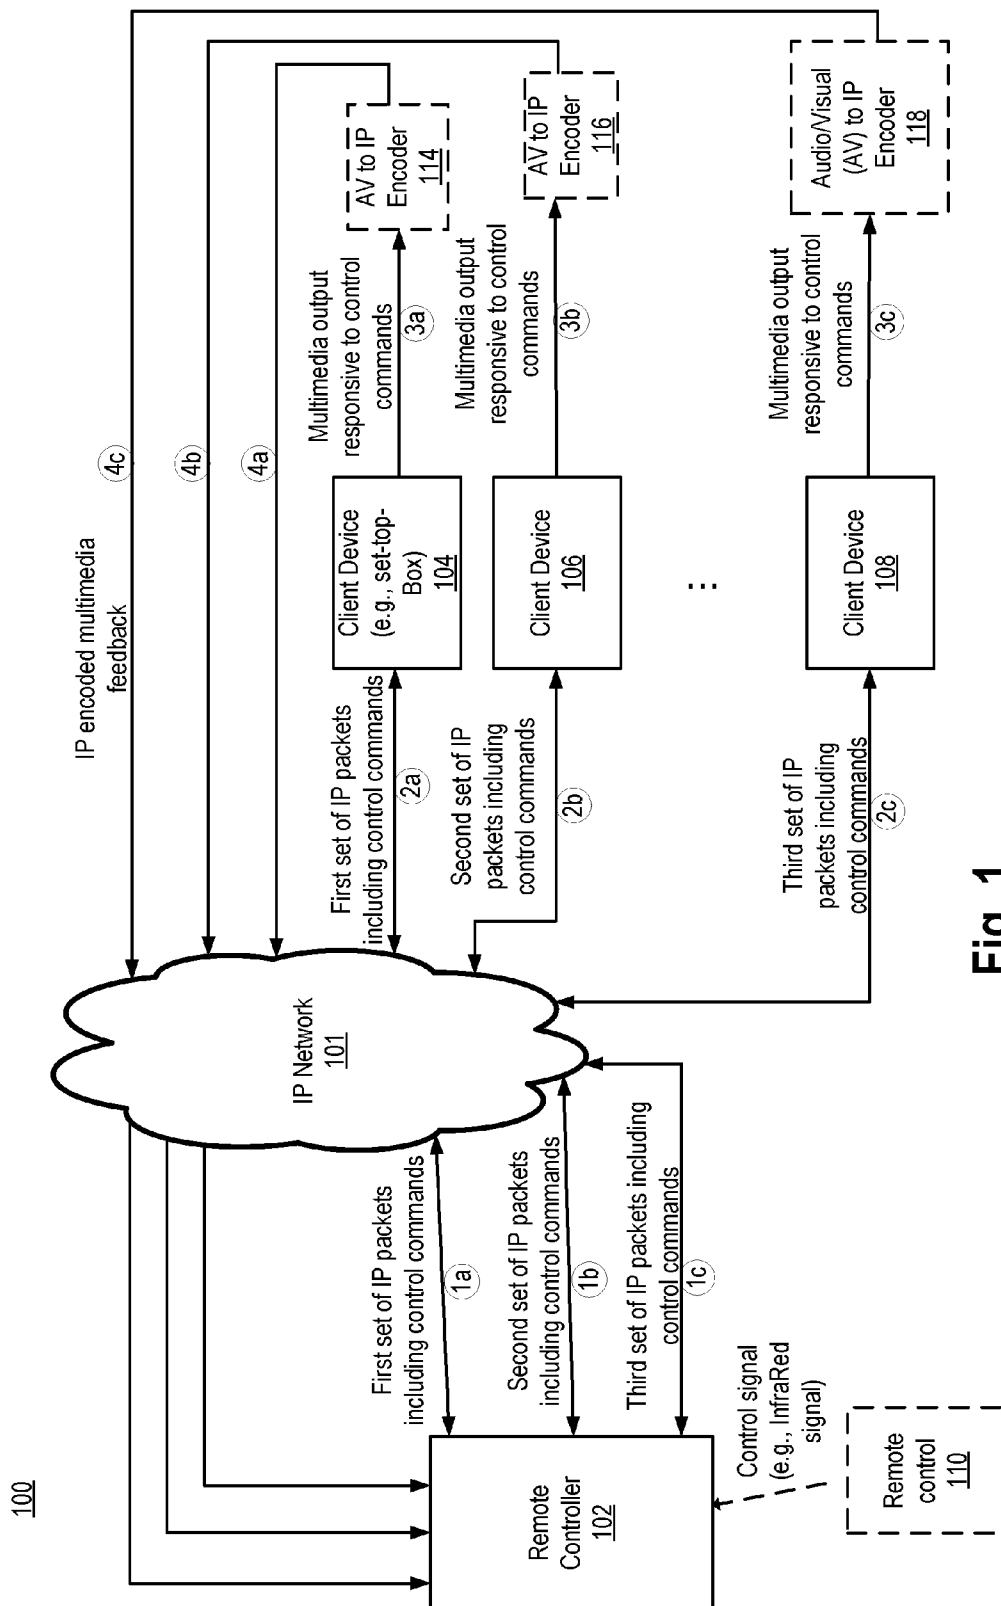 100
IP encoded multimedia
feedback
4c
4b
4a
IP Network
101
Remote
Controller
102
First set of IP packets
including control commands
1a
Second set of IP packets
including control commands
1b
Third set of IP packets including
control commands
1c
Control signal
(e.g., InfraRed
signal)
Remote
control
110
First set of IP packets
including control commands
2a
Client Device
(e.g., set-top-
Box)
104
Multimedia output
responsive to control
commands
3a
AV to IP
Encoder
114
Second set of IP
packets including
control commands
2b
Client Device
106
Multimedia output
responsive to control
commands
3b
AV to IP
Encoder
116
...
Third set of IP
packets including
control commands
2c
Client Device
108
Multimedia output
responsive to control
commands
3c
Audio/Visual
(AV) to IP
Encoder
118
Fig. 1